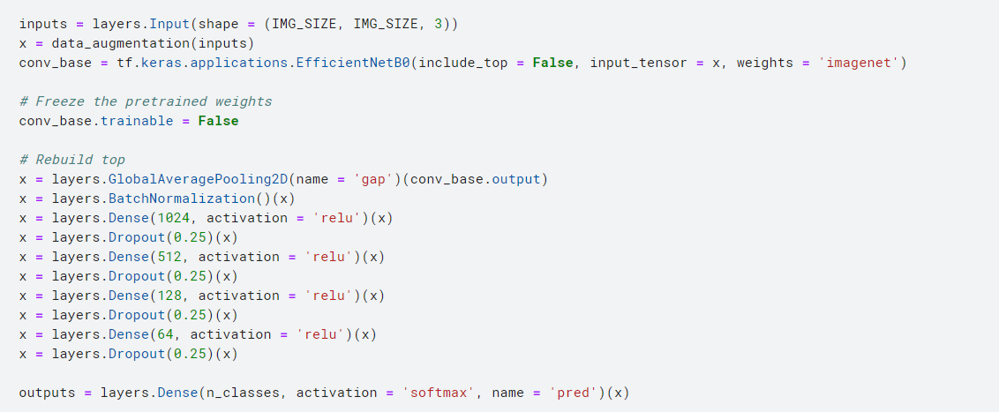 inputs = layers.Input(shape = (IMG_SIZE, IMG_SIZE, 3))
x = data_augmentation(inputs)
conv_base = tf.keras.applications.EfficientNetB0(include_top = False, input_tensor = x, weights = 'imagenet')
# Freeze the pretrained weights
conv_base.trainable = False
# Rebuild top
x = layers.GlobalAveragePooling2D(name = 'gap')(conv_base.output)
x = layers.BatchNormalization()(x)
x = layers.Dense(1024, activation = 'relu')(x)
x = layers.Dropout(0.25)(x)
x = layers.Dense(512, activation = 'relu')(x)
x = layers.Dropout(0.25)(x)
x = layers.Dense(128, activation = 'relu')(x)
x = layers.Dropout(0.25)(x)
x = layers.Dense(64, activation = 'relu')(x)
x = layers.Dropout(0.25)(x)
outputs = layers.Dense(n_classes, activation = 'softmax', name = 'pred')(x)